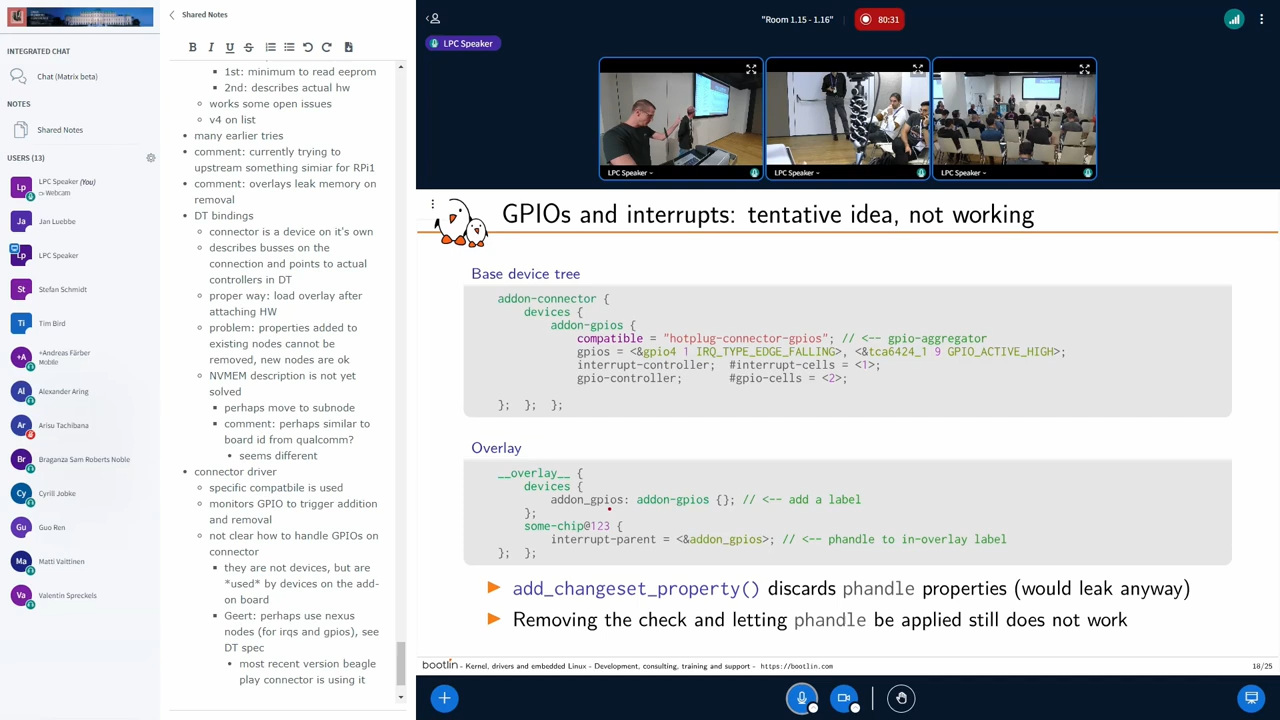 INTEGRATED CHAT
Chat (Matrix beta)
NOTES
Shared Notes
USERS (13)
Lp LPC Speaker (You)
Webcam
Ja Jan Luebbe
Lp LPC Speaker
St Stefan Schmidt
Ti Tim Bird
+A +Andreas Färber
Mobile
Al Alexander Aring
Ar Arisu Tachibana
Br Braganza Sam Roberts Noble
Cy Cyrill Jobke
Gu Guo Ren
Ma Matti Vaittinen
Va Valentin Spreckels
Shared Notes
B I U S
1st: minimum to read eeprom
2nd: describes actual hw
works some open issues
v4 on list
many earlier tries
comment: currently trying to
upstream something simiar for RPi1
comment: overlays leak memory on
removal
DT bindings
connector is a device on it's own
describes busses on the
connection and points to actual
controllers in DT
proper way: load overlay after
attaching HW
problem: properties added to
existing nodes cannot be
removed, new nodes are ok
NVMEM description is not yet
solved
perhaps move to subnode
comment: perhaps similar to
board id from qualcomm?
seems different
connector driver
specific compatbile is used
monitors GPIO to trigger addition
and removal
not clear how to handle GPIOs on
connector
they are not devices, but are
*used* by devices on the add-
on board
Geert: perhaps use nexus
nodes (for irqs and gpios), see
DT spec
most recent version beagle
play connector is using it
"Room 1.15 - 1.16"
80:31
LPC Speaker
LPC Speaker
LPC Speaker
LPC Speaker
GPIOs and interrupts: tentative idea, not working
Base device tree
addon-connector {
devices {
addon-gpios {
compatible = "hotplug-connector-gpios"; // <-- gpio-aggregator
gpios = <&gpio4 1 IRQ_TYPE_EDGE_FALLING>, <&tca6424_1 9 GPIO_ACTIVE_HIGH>;
interrupt-controller; #interrupt-cells = <1>;
gpio-controller; #gpio-cells = <2>;
}; }; };
Overlay
__overlay__ {
devices {
addon_gpios: addon-gpios {}; // <-- add a label
};
some-chip@123 {
interrupt-parent = <&addon_gpios>; // <-- phandle to in-overlay label
}; };
add_changeset_property() discards phandle properties (would leak anyway)
Removing the check and letting phandle be applied still does not work
bootlin - Kernel, drivers and embedded Linux - Development, consulting, training and support - https://bootlin.com
18/25